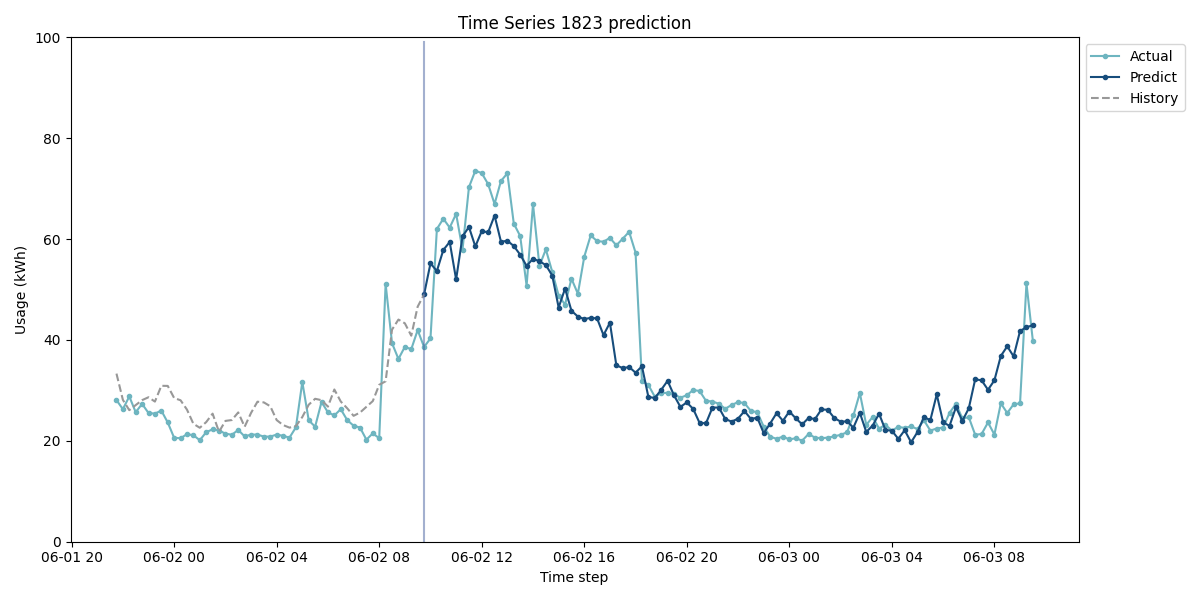 Time Series 1823 prediction
Usage (kWh)
100
80
60
40
20
0
06-01 20
06-02 00
06-02 04
06-02 08
06-02 12
06-02 16
06-02 20
06-03 00
06-03 04
06-03 08
Time step
Actual
Predict
History